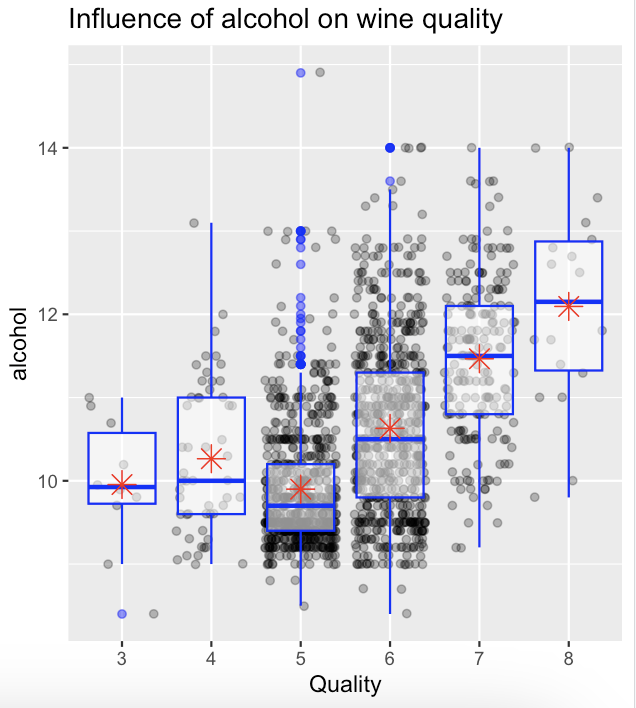 Influence of alcohol on wine quality
14
12
10
alcohol
3 4 5 6 7 8
Quality